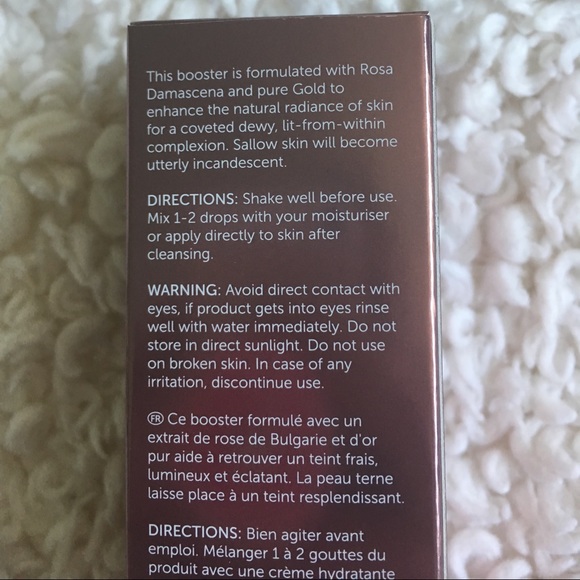 This booster is formulated with Rosa
Damascena and pure Gold to
enhance the natural radiance of skin
for a coveted dewy, lit-from-within
complexion. Sallow skin will become
utterly incandescent.
DIRECTIONS: Shake well before use.
Mix 1-2 drops with your moisturiser
or apply directly to skin after
cleansing.
WARNING: Avoid direct contact with
eyes, if product gets into eyes rinse
well with water immediately. Do not
store in direct sunlight. Do not use
on broken skin. In case of any
irritation, discontinue use.
FR Ce booster formulé avec un
extrait de rose de Bulgarie et d'or
pur aide à retrouver un teint frais,
lumineux et éclatant. La peau terne
laisse place à un teint resplendissant.
DIRECTIONS: Bien agiter avant
emploi. Mélanger 1 à 2 gouttes du
produit avec une crème hydratante